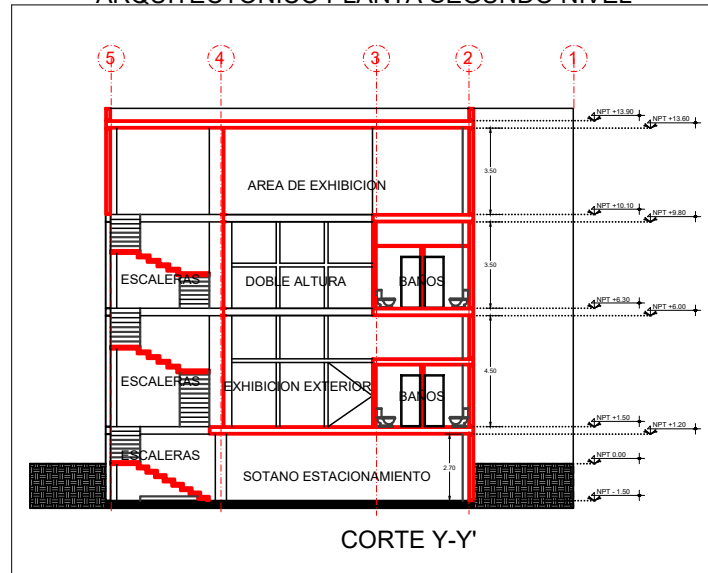 ARQUITECTONICO PLANTA SEGUNDO NIVEL
5 4 3 2 1
NPT +13.90
NPT +13.60
3.50
AREA DE EXHIBICION
NPT +10.10
NPT +9.80
3.50
ESCALERAS DOBLE ALTURA BAÑOS
NPT +6.30
NPT +6.00
4.50
ESCALERAS EXHIBICION EXTERIOR BAÑOS
NPT +1.50
NPT +1.20
ESCALERAS
NPT 0.00
2.70
SOTANO ESTACIONAMIENTO
NPT - 1.50
CORTE Y-Y'